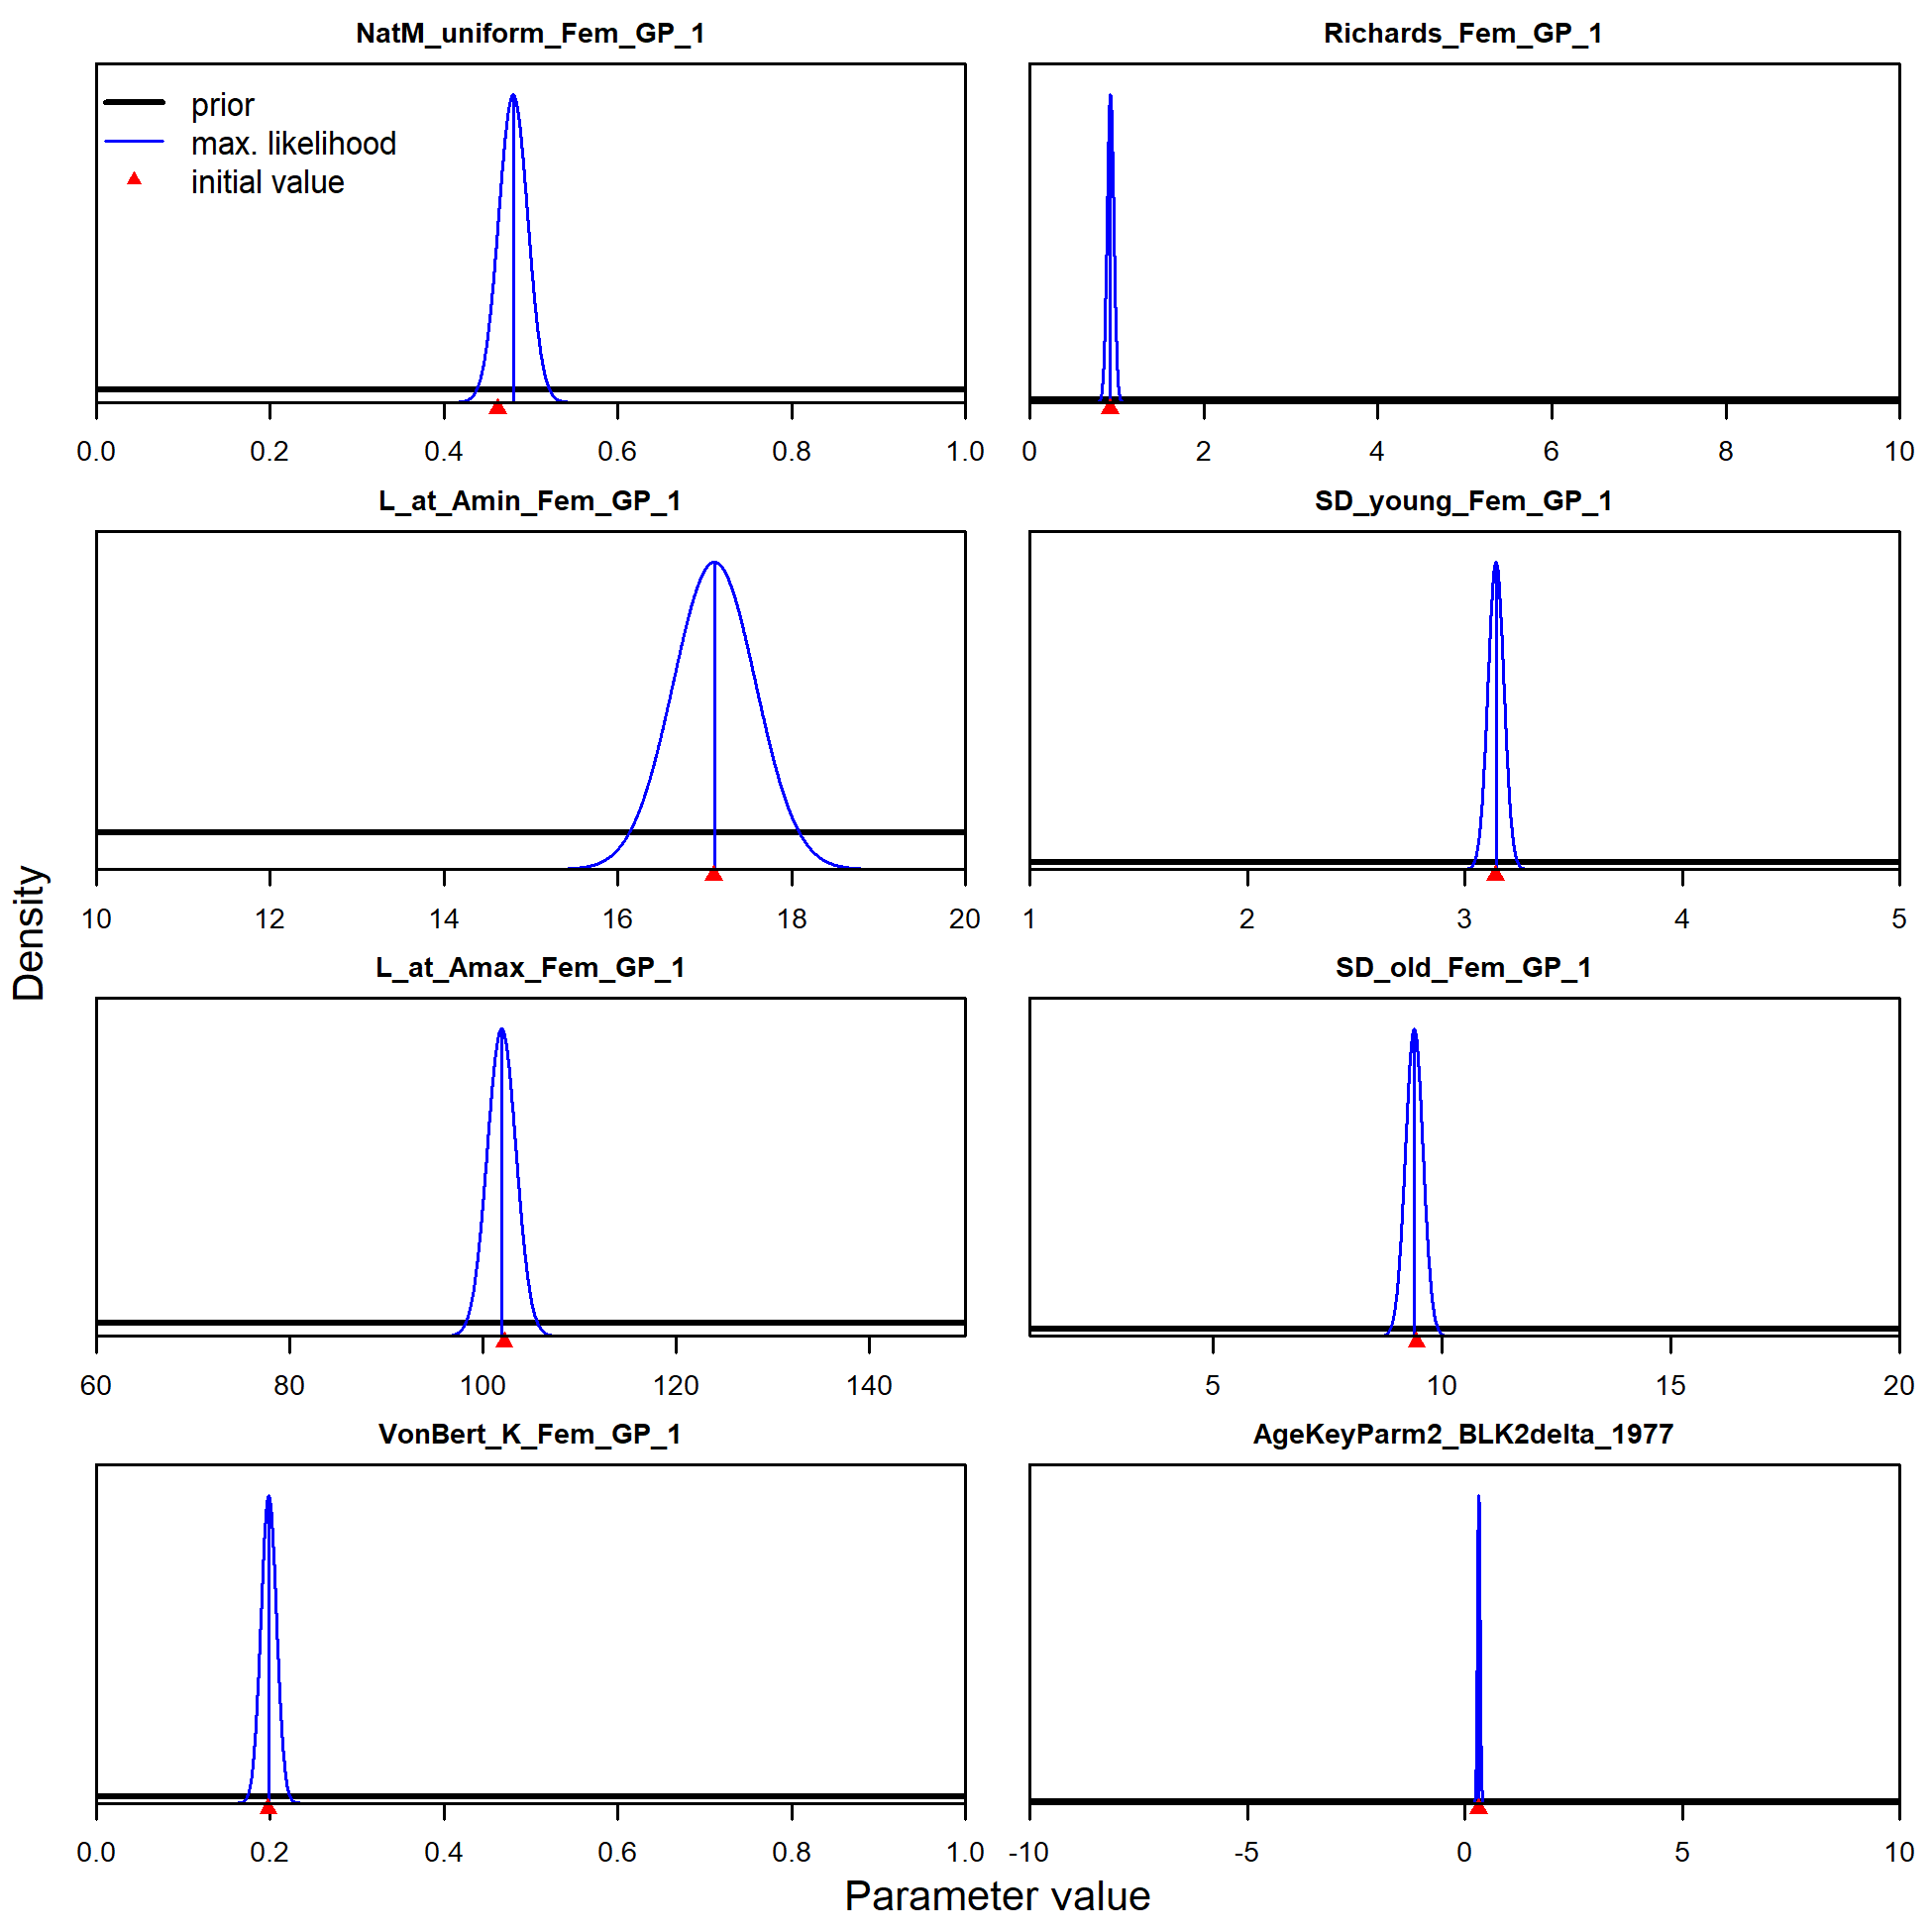 NatM_uniform_Fem_GP_1
prior
max. likelihood
initial value
0.0 0.2 0.4 0.6 0.8 1.0
Richards_Fem_GP_1
0 2 4 6 8 10
L_at_Amin_Fem_GP_1
10 12 14 16 18 20
SD_young_Fem_GP_1
1 2 3 4 5
L_at_Amax_Fem_GP_1
60 80 100 120 140
SD_old_Fem_GP_1
5 10 15 20
VonBert_K_Fem_GP_1
0.0 0.2 0.4 0.6 0.8 1.0
AgeKeyParm2_BLK2delta_1977
-10 -5 0 5 10
Density
Parameter value